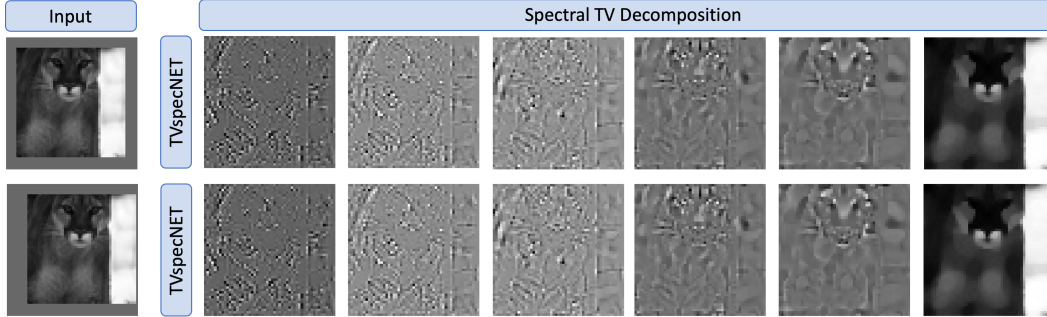 Input
Spectral TV Decomposition
TVspecNET
TVspecNET